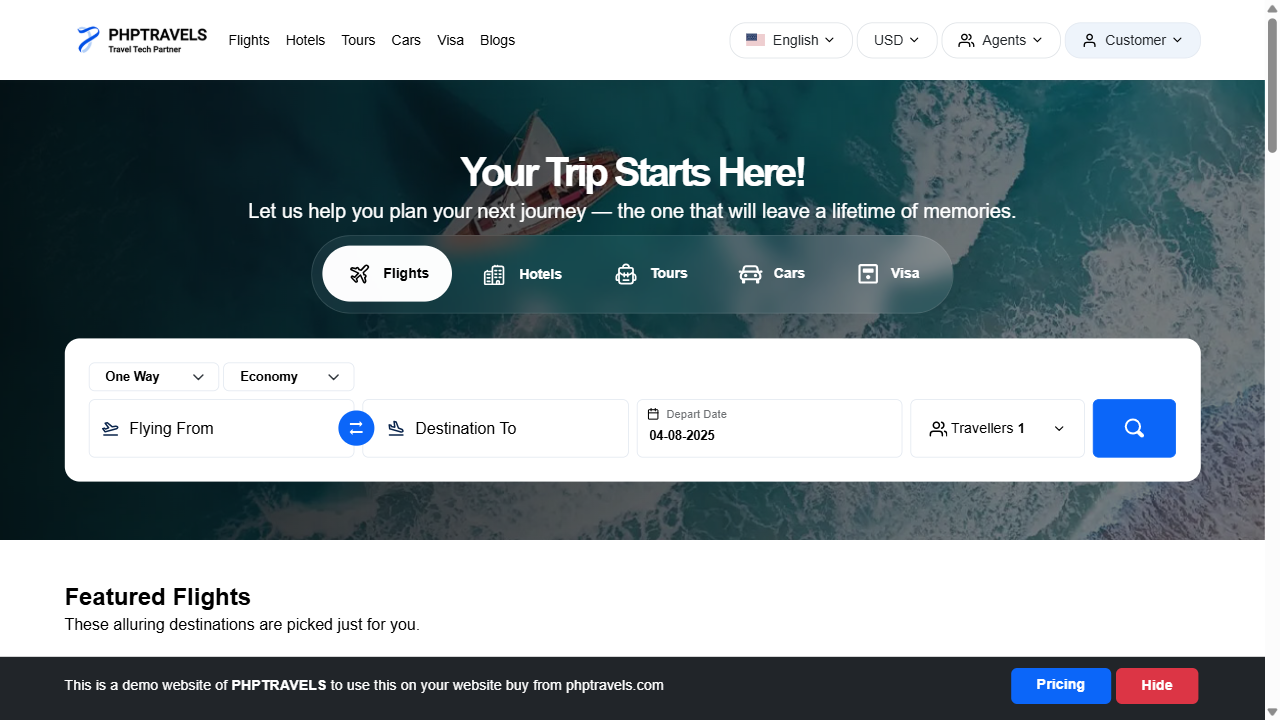 PHPTRAVELS
Travel Tech Partner
Flights
Hotels
Tours
Cars
Visa
Blogs
English
USD
Agents
Customer
Your Trip Starts Here!
Let us help you plan your next journey — the one that will leave a lifetime of memories.
Flights
Hotels
Tours
Cars
Visa
One Way
Economy
Flying From
Destination To
Depart Date
04-08-2025
Travellers 1
Featured Flights
These alluring destinations are picked just for you.
This is a demo website of PHPTRAVELS to use this on your website buy from phptravels.com
Pricing
Hide